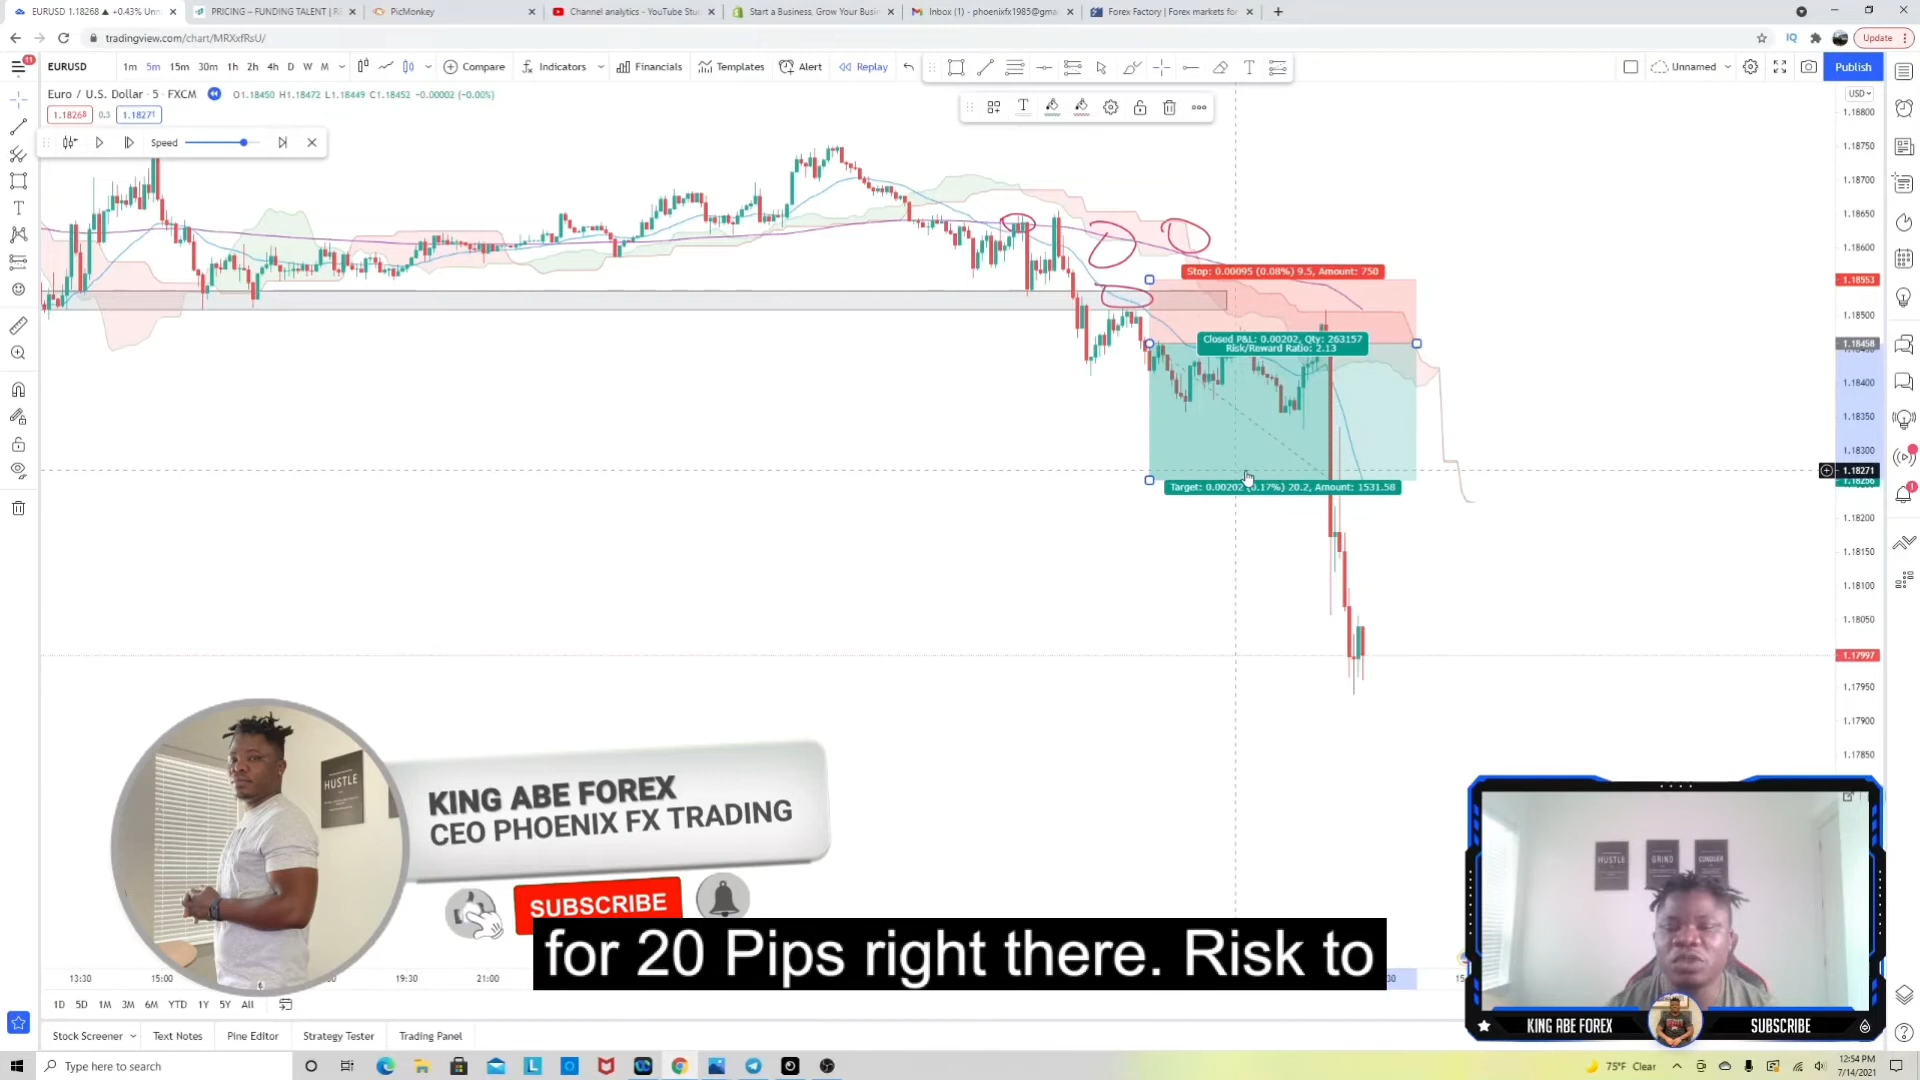 EURUSD 1.18268 ▲ +0.43% Unn
PRICING – FUNDING TALENT | R
PicMonkey
Channel analytics - YouTube Stu
Start a Business, Grow Your Busin
Inbox (1) - phoenixfx1985@gma
Forex Factory | Forex markets for
tradingview.com/chart/MRXxfRsU/
IQ
Update
11
EURUSD
1m 5m 15m 30m 1h 2h 4h D W M
Compare
Indicators
Financials
Templates
Alert
Replay
Unnamed
Publish
Euro / U.S. Dollar · 5 · FXCM
O1.18450 H1.18472 L1.18449 C1.18452 -0.00002 (-0.00%)
USD
1.18268 0.3 1.18271
Speed
1.18800
1.18750
1.18700
1.18650
1.18600
1.18553
1.18500
1.18458
1.18400
1.18350
1.18300
1.18271
1.18256
1.18200
1.18150
1.18100
1.18050
1.17997
1.17950
1.17900
1.17850
Stop: 0.00095 (0.08%) 9.5, Amount: 750
Closed P&L: 0.00202, Qty: 263157
Risk/Reward Ratio: 2.13
Target: 0.00202 (0.17%) 20.2, Amount: 1531.58
HUSTLE
KING ABE FOREX
CEO PHOENIX FX TRADING
SUBSCRIBE
for 20 Pips right there. Risk to
HUSTLE
GRIND
CONQUER
KING ABE FOREX
SUBSCRIBE
13:30 15:00 19:30 21:00
1D 5D 1M 3M 6M YTD 1Y 5Y All
Stock Screener
Text Notes
Pine Editor
Strategy Tester
Trading Panel
Type here to search
75°F Clear
12:54 PM
7/14/2021